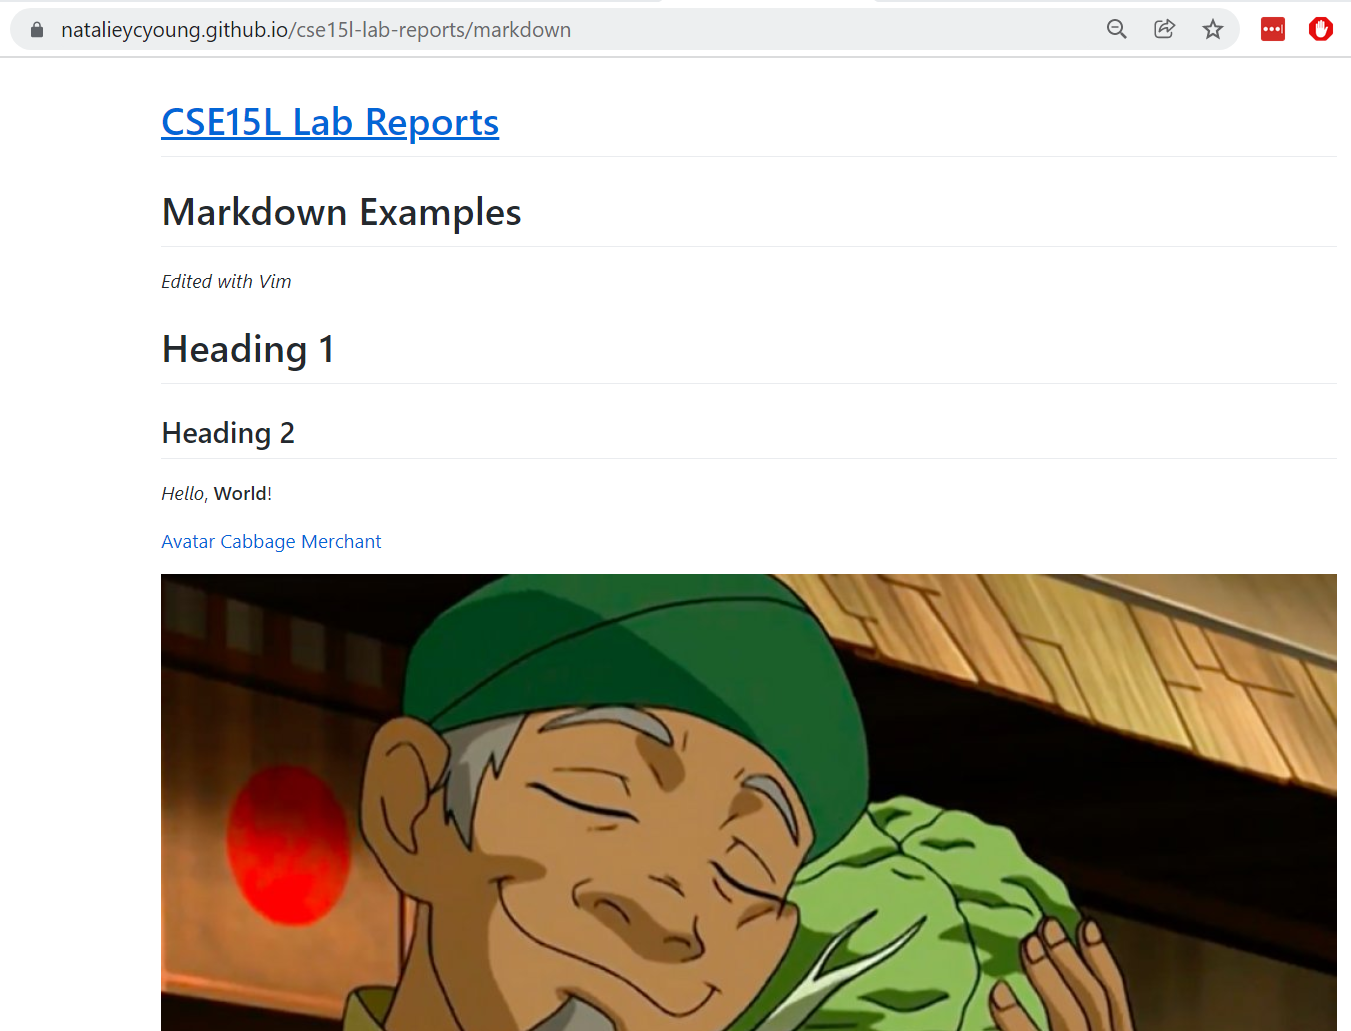 natalieycyoung.github.io/cse15l-lab-reports/markdown
CSE15L Lab Reports
Markdown Examples
Edited with Vim
Heading 1
Heading 2
Hello, World!
Avatar Cabbage Merchant